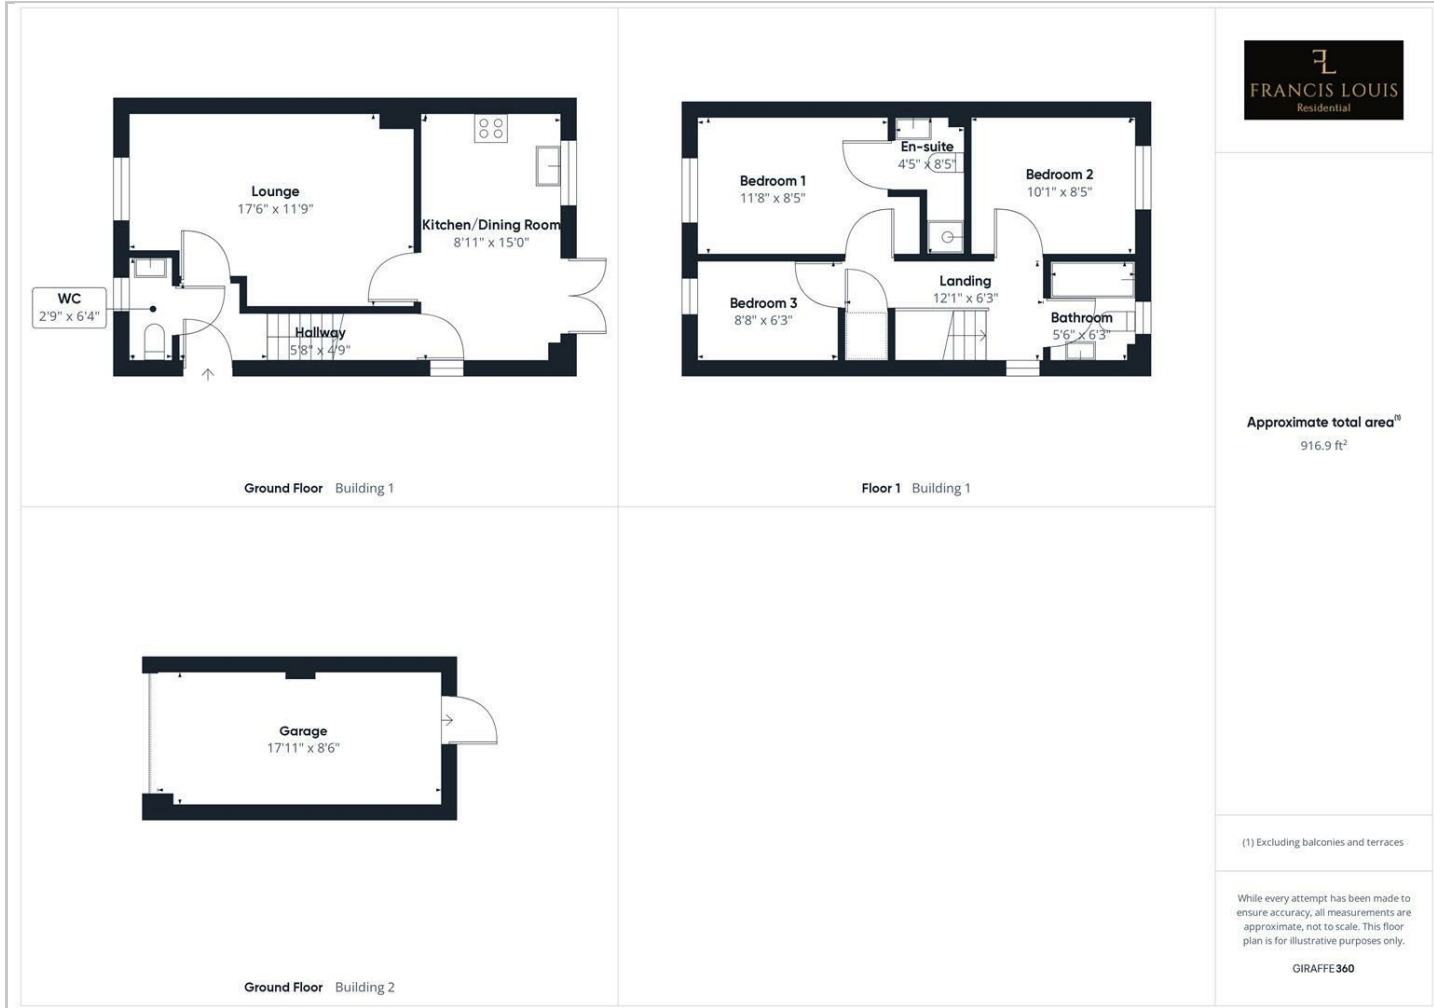 Lounge
17'6" x 11'9"
Kitchen/Dining Room
8'11" x 15'0"
WC
2'9" x 6'4"
Hallway
5'8" x 4'9"
Ground Floor Building 1
Bedroom 1
11'8" x 8'5"
En-suite
4'5" x 8'5"
Bedroom 2
10'1" x 8'5"
Bedroom 3
8'8" x 6'3"
Landing
12'1" x 6'3"
Bathroom
5'6" x 6'3"
Floor 1 Building 1
Garage
17'11" x 8'6"
Ground Floor Building 2
FL
FRANCIS LOUIS
Residential
Approximate total area(1)
916.9 ft²
(1) Excluding balconies and terraces
While every attempt has been made to
ensure accuracy, all measurements are
approximate, not to scale. This floor
plan is for illustrative purposes only.
GIRAFFE360